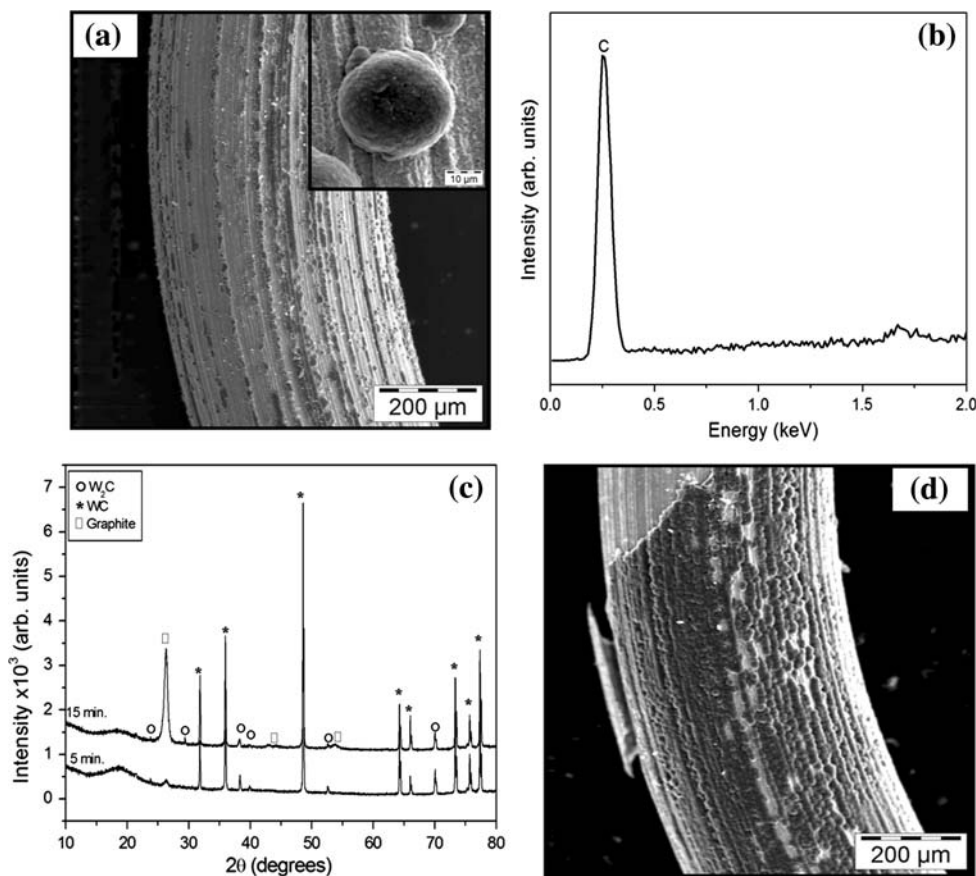 (a)
10 µm
200 µm
(b)
C
Intensity (arb. units)
0.0 0.5 1.0 1.5 2.0
Energy (keV)
(c)
o W₂C
* WC
▯ Graphite
Intensity x10³ (arb. units)
7
6
5
4
3
2
1
0
15 min.
5 min.
10 20 30 40 50 60 70 80
2θ (degrees)
(d)
200 µm